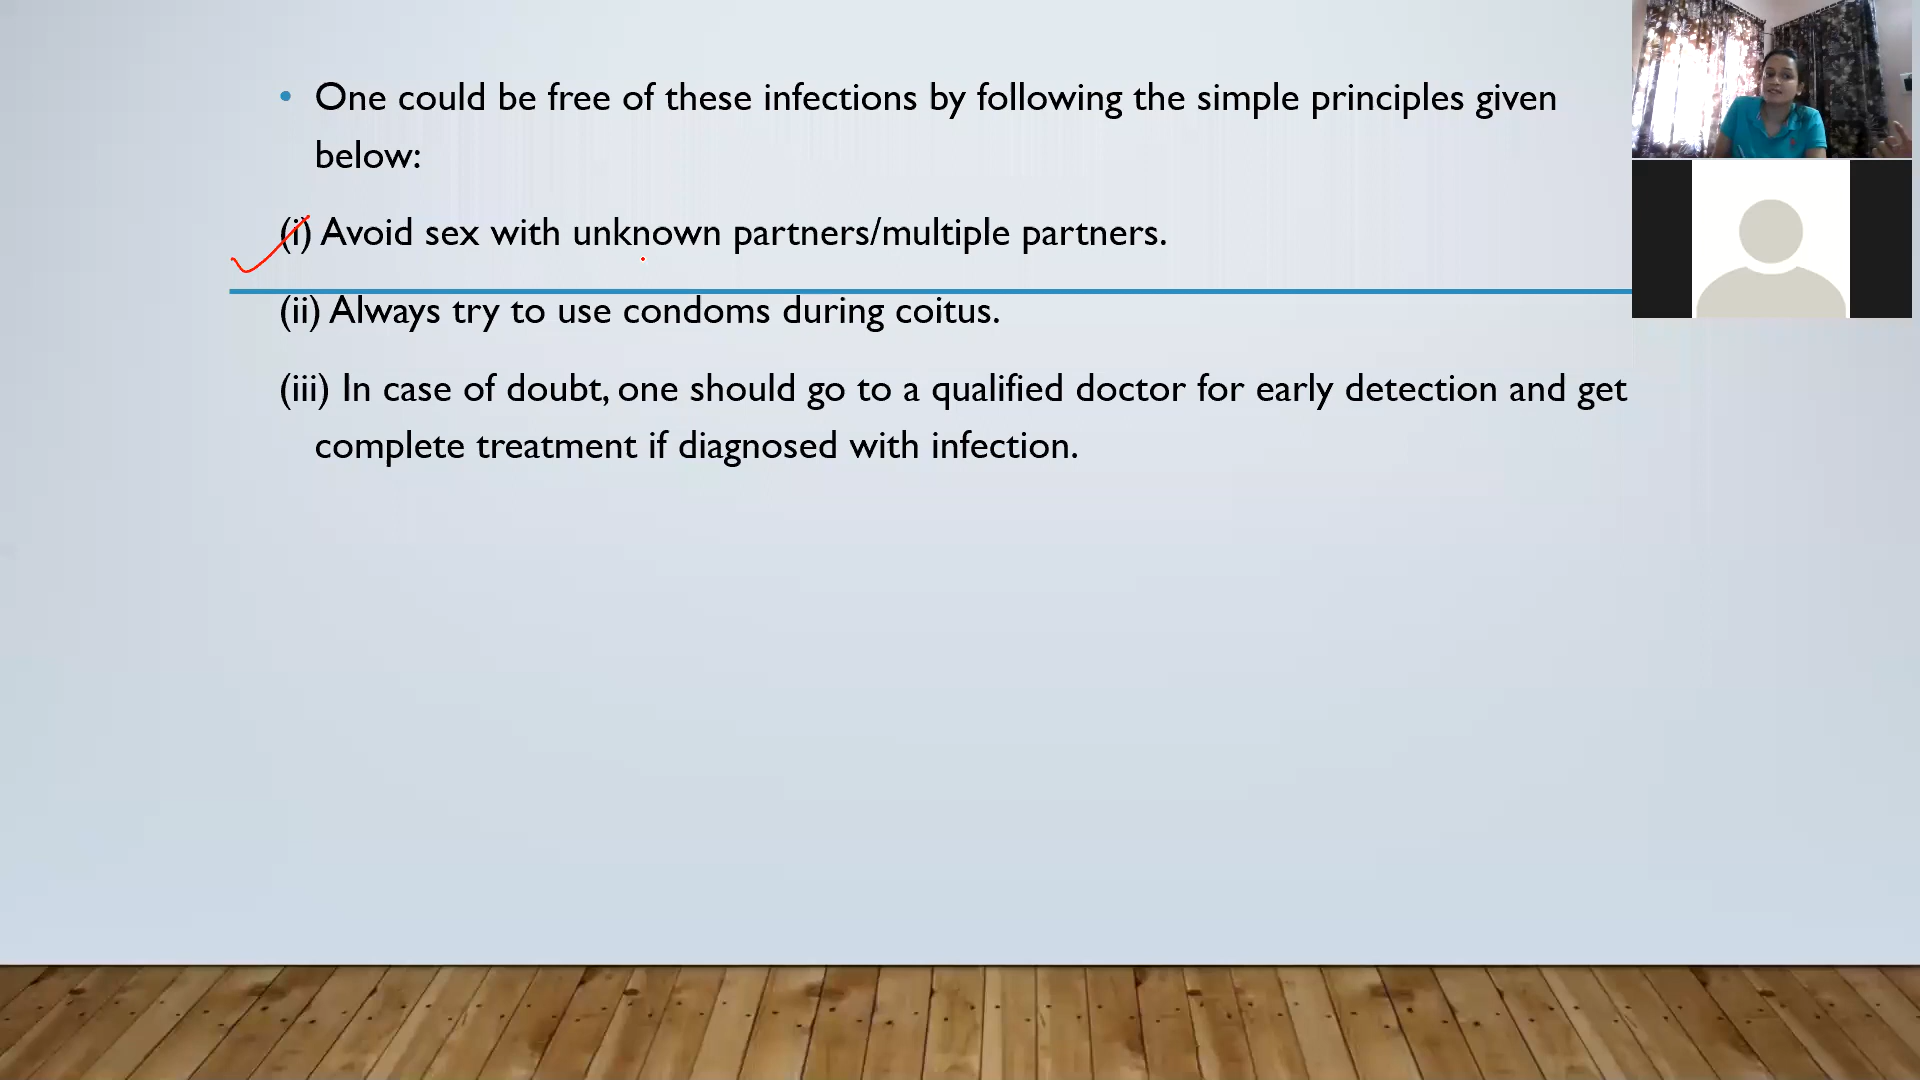 • One could be free of these infections by following the simple principles given
below:
(i) Avoid sex with unknown partners/multiple partners.
(ii) Always try to use condoms during coitus.
(iii) In case of doubt, one should go to a qualified doctor for early detection and get
complete treatment if diagnosed with infection.